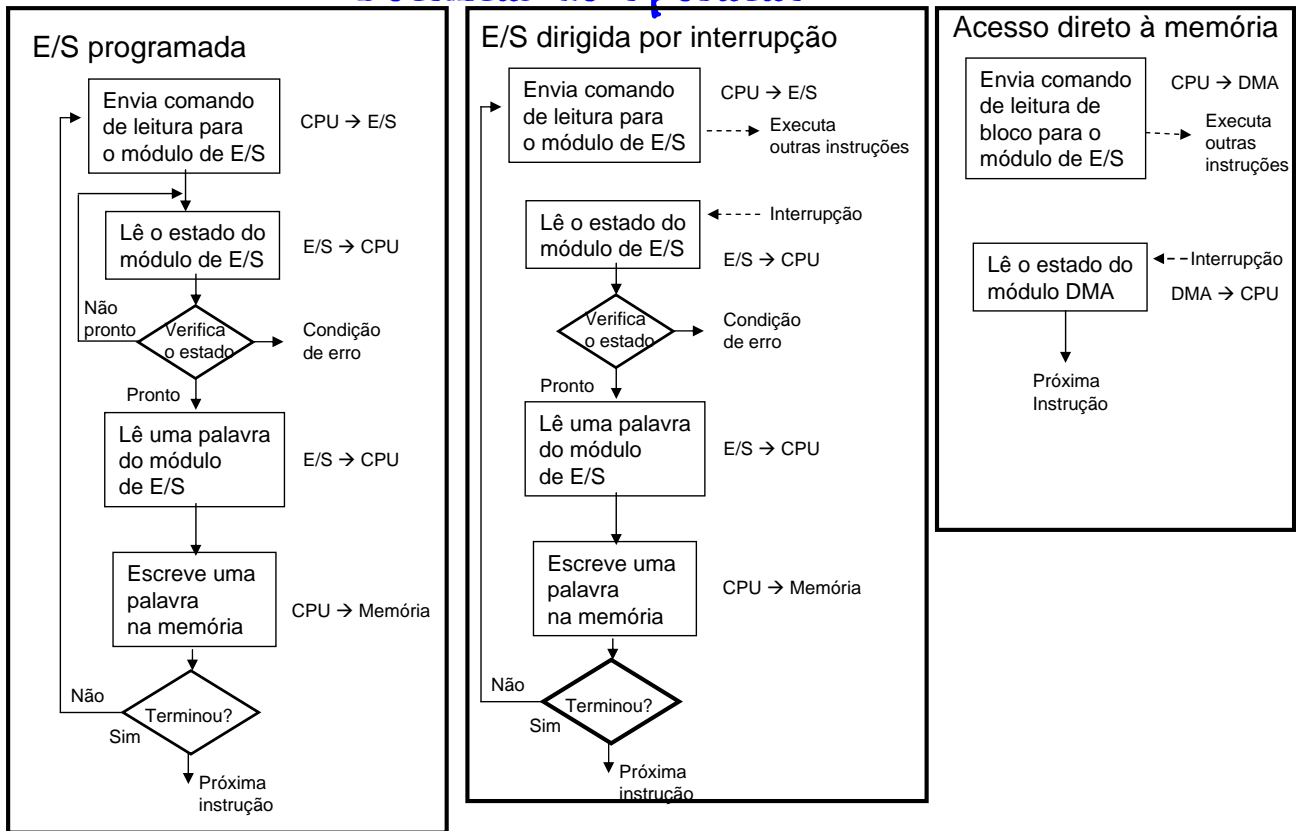 E/S programada
Envia comando
de leitura para
o módulo de E/S
CPU → E/S
Lê o estado do
módulo de E/S
E/S → CPU
Não
pronto
Verifica
o estado
Condição
de erro
Pronto
Lê uma palavra
do módulo
de E/S
E/S → CPU
Escreve uma
palavra
na memória
CPU → Memória
Não
Terminou?
Sim
Próxima
instrução
E/S dirigida por interrupção
Envia comando
de leitura para
o módulo de E/S
CPU → E/S
Executa
outras instruções
Interrupção
Lê o estado do
módulo de E/S
E/S → CPU
Verifica
o estado
Condição
de erro
Pronto
Lê uma palavra
do módulo
de E/S
E/S → CPU
Escreve uma
palavra
na memória
CPU → Memória
Não
Terminou?
Sim
Próxima
instrução
Acesso direto à memória
Envia comando
de leitura de
bloco para o
módulo de E/S
CPU → DMA
Executa
outras
instruções
Interrupção
Lê o estado do
módulo DMA
DMA → CPU
Próxima
Instrução